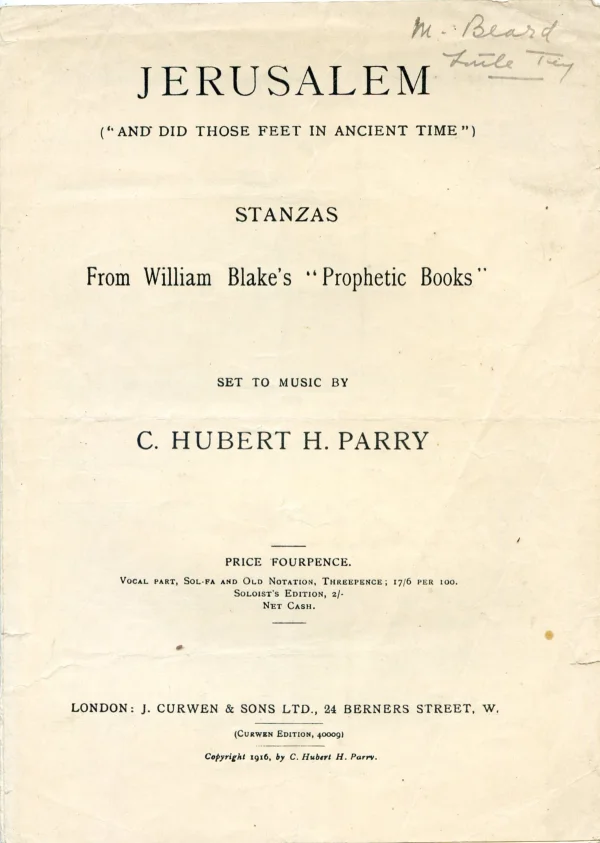 M. Beard
Little Tey
JERUSALEM
("AND DID THOSE FEET IN ANCIENT TIME")
STANZAS
From William Blake's "Prophetic Books"
SET TO MUSIC BY
C. HUBERT H. PARRY
PRICE FOURPENCE.
VOCAL PART, SOL-FA AND OLD NOTATION, THREEPENCE; 17/6 PER 100.
SOLOIST'S EDITION, 2/-
NET CASH.
LONDON: J. CURWEN & SONS LTD., 24 BERNERS STREET, W.
(CURWEN EDITION, 40009)
Copyright 1916, by C. Hubert H. Parry.